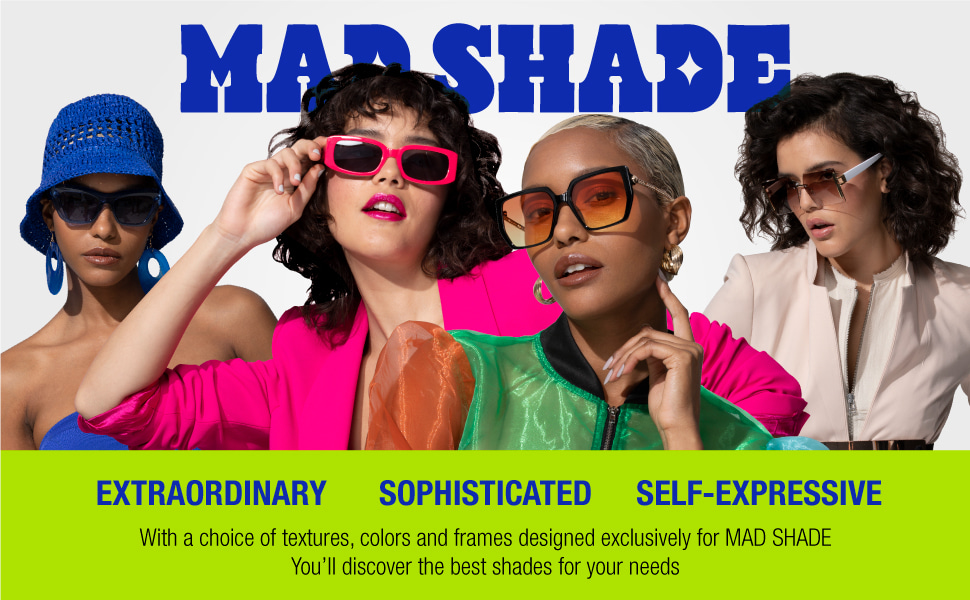 MAD SHADE
EXTRAORDINARY SOPHISTICATED SELF-EXPRESSIVE
With a choice of textures, colors and frames designed exclusively for MAD SHADE
You’ll discover the best shades for your needs